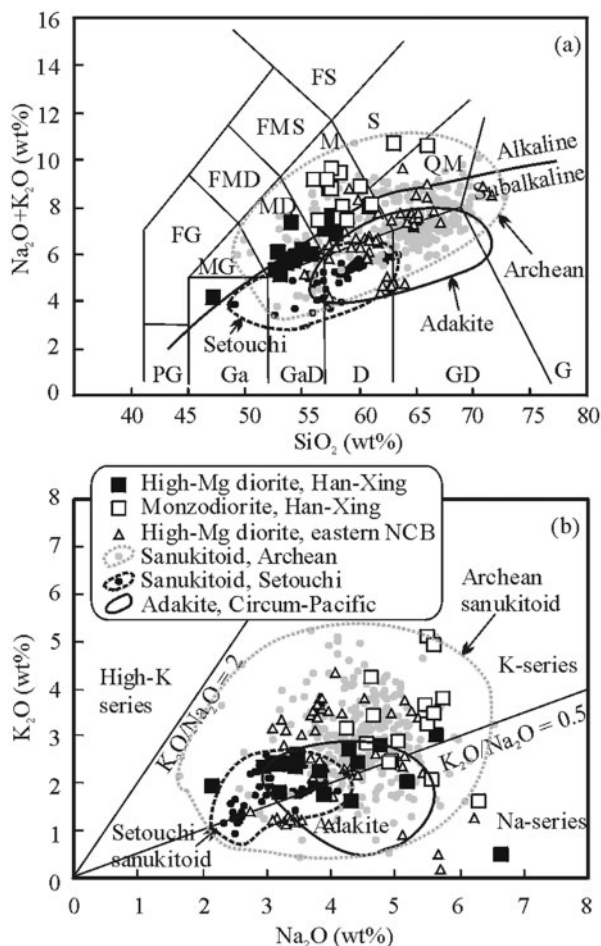 (a)
16
14
12
10
8
6
4
2
0
Na₂O+K₂O (wt%)
FS
FMS
M
S
QM
Alkaline
Subalkaline
FMD
MD
FG
MG
Archean
Adakite
Setouchi
PG
Ga
GaD
D
GD
G
40
45
50
55
60
65
70
75
80
SiO₂ (wt%)
High-Mg diorite, Han-Xing
Monzodiorite, Han-Xing
High-Mg diorite, eastern NCB
Sanukitoid, Archean
Sanukitoid, Setouchi
Adakite, Circum-Pacific
(b)
8
7
6
5
4
3
2
1
0
K₂O (wt%)
Archean
sanukitoid
High-K
series
K₂O/Na₂O = 2
K-series
K₂O/Na₂O = 0.5
Setouchi
sanukitoid
Adakite
Na-series
0
1
2
3
4
5
6
7
8
Na₂O (wt%)